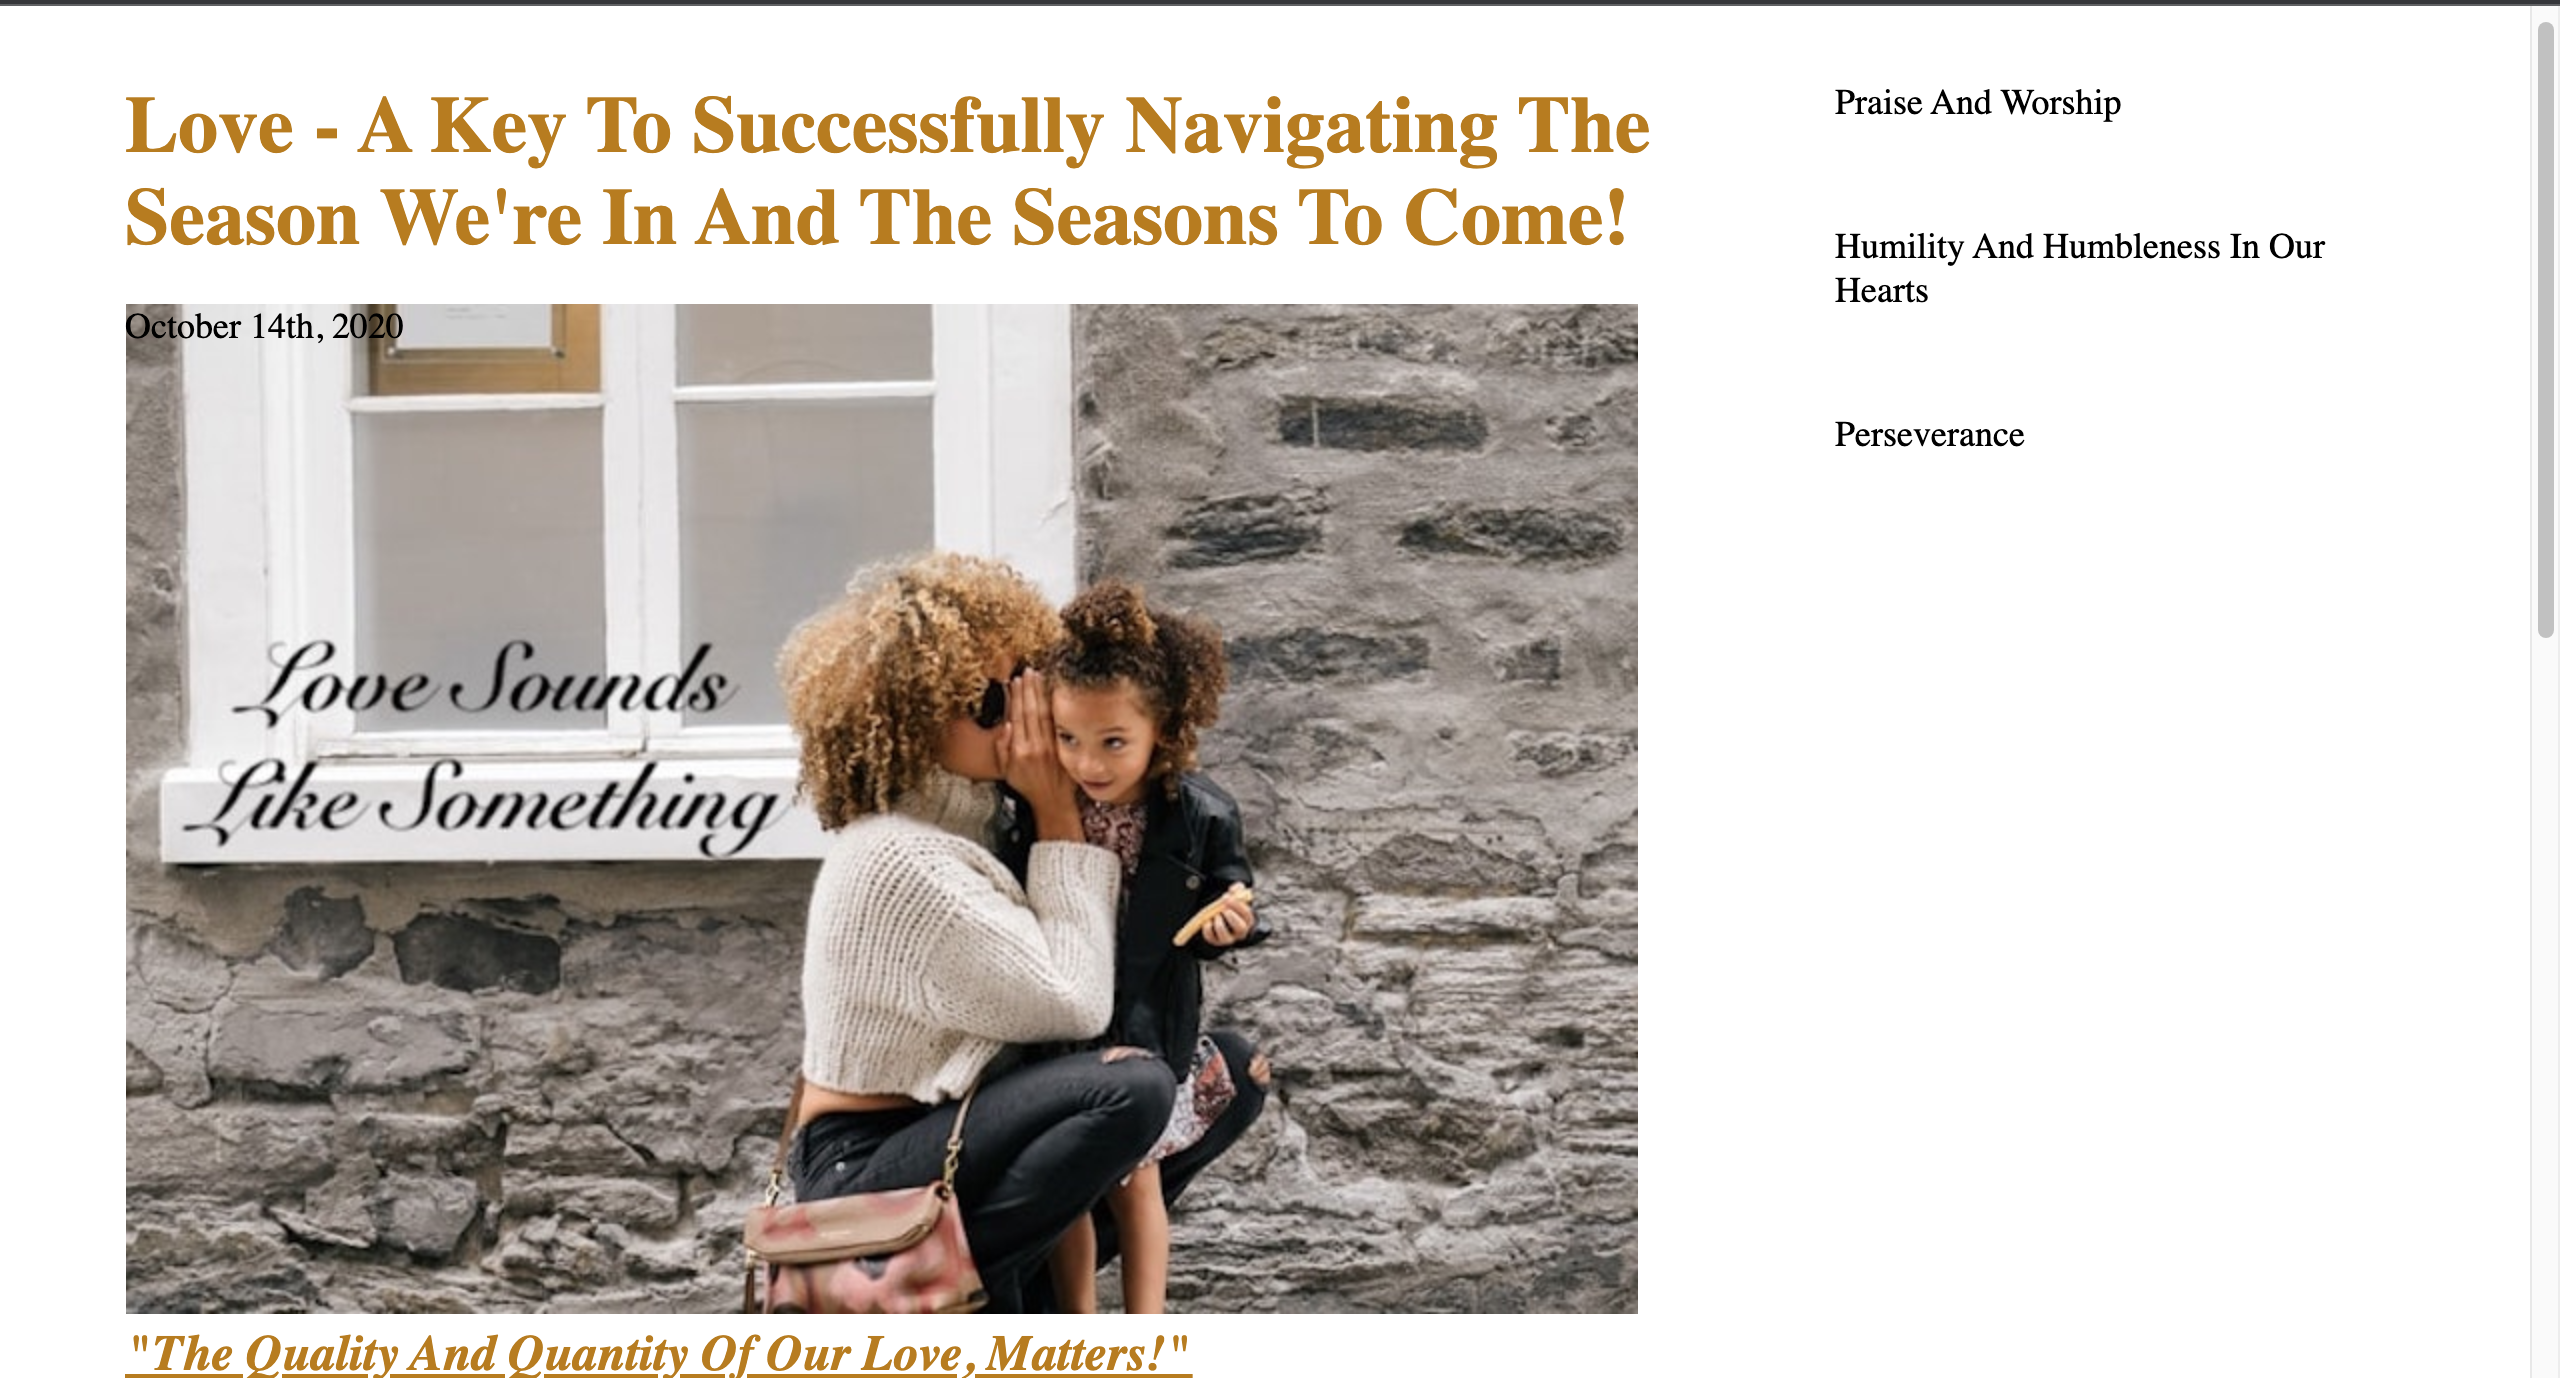 Love - A Key To Successfully Navigating The
Season We're In And The Seasons To Come!
October 14th, 2020
Love Sounds
Like Something
"The Quality And Quantity Of Our Love, Matters!"
Praise And Worship
Humility And Humbleness In Our
Hearts
Perseverance